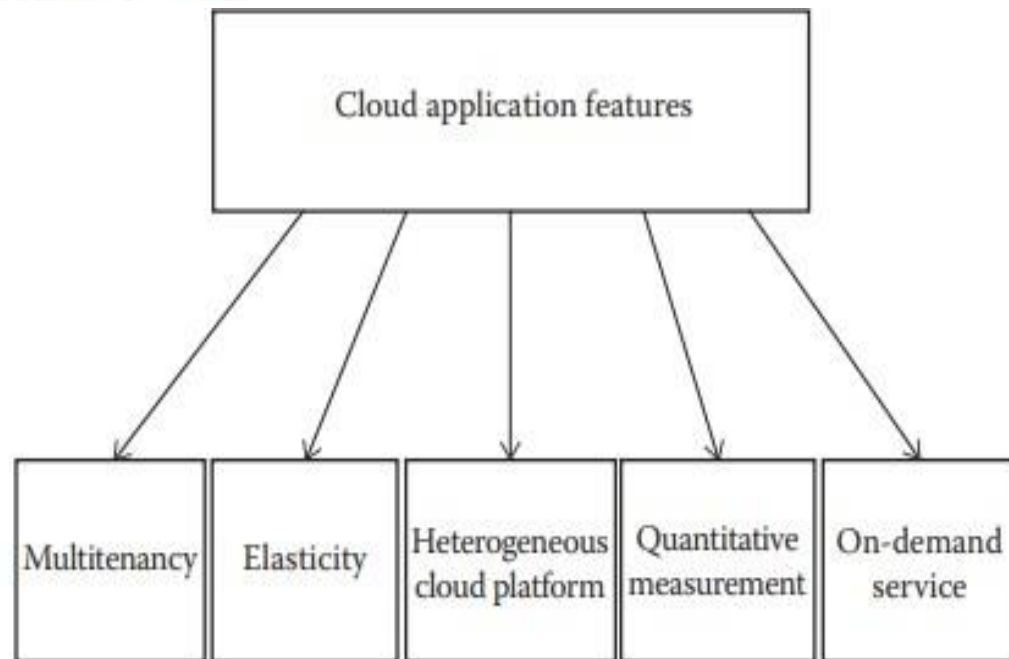 Cloud application features
Multitenancy
Elasticity
Heterogeneous
cloud platform
Quantitative
measurement
On-demand
service